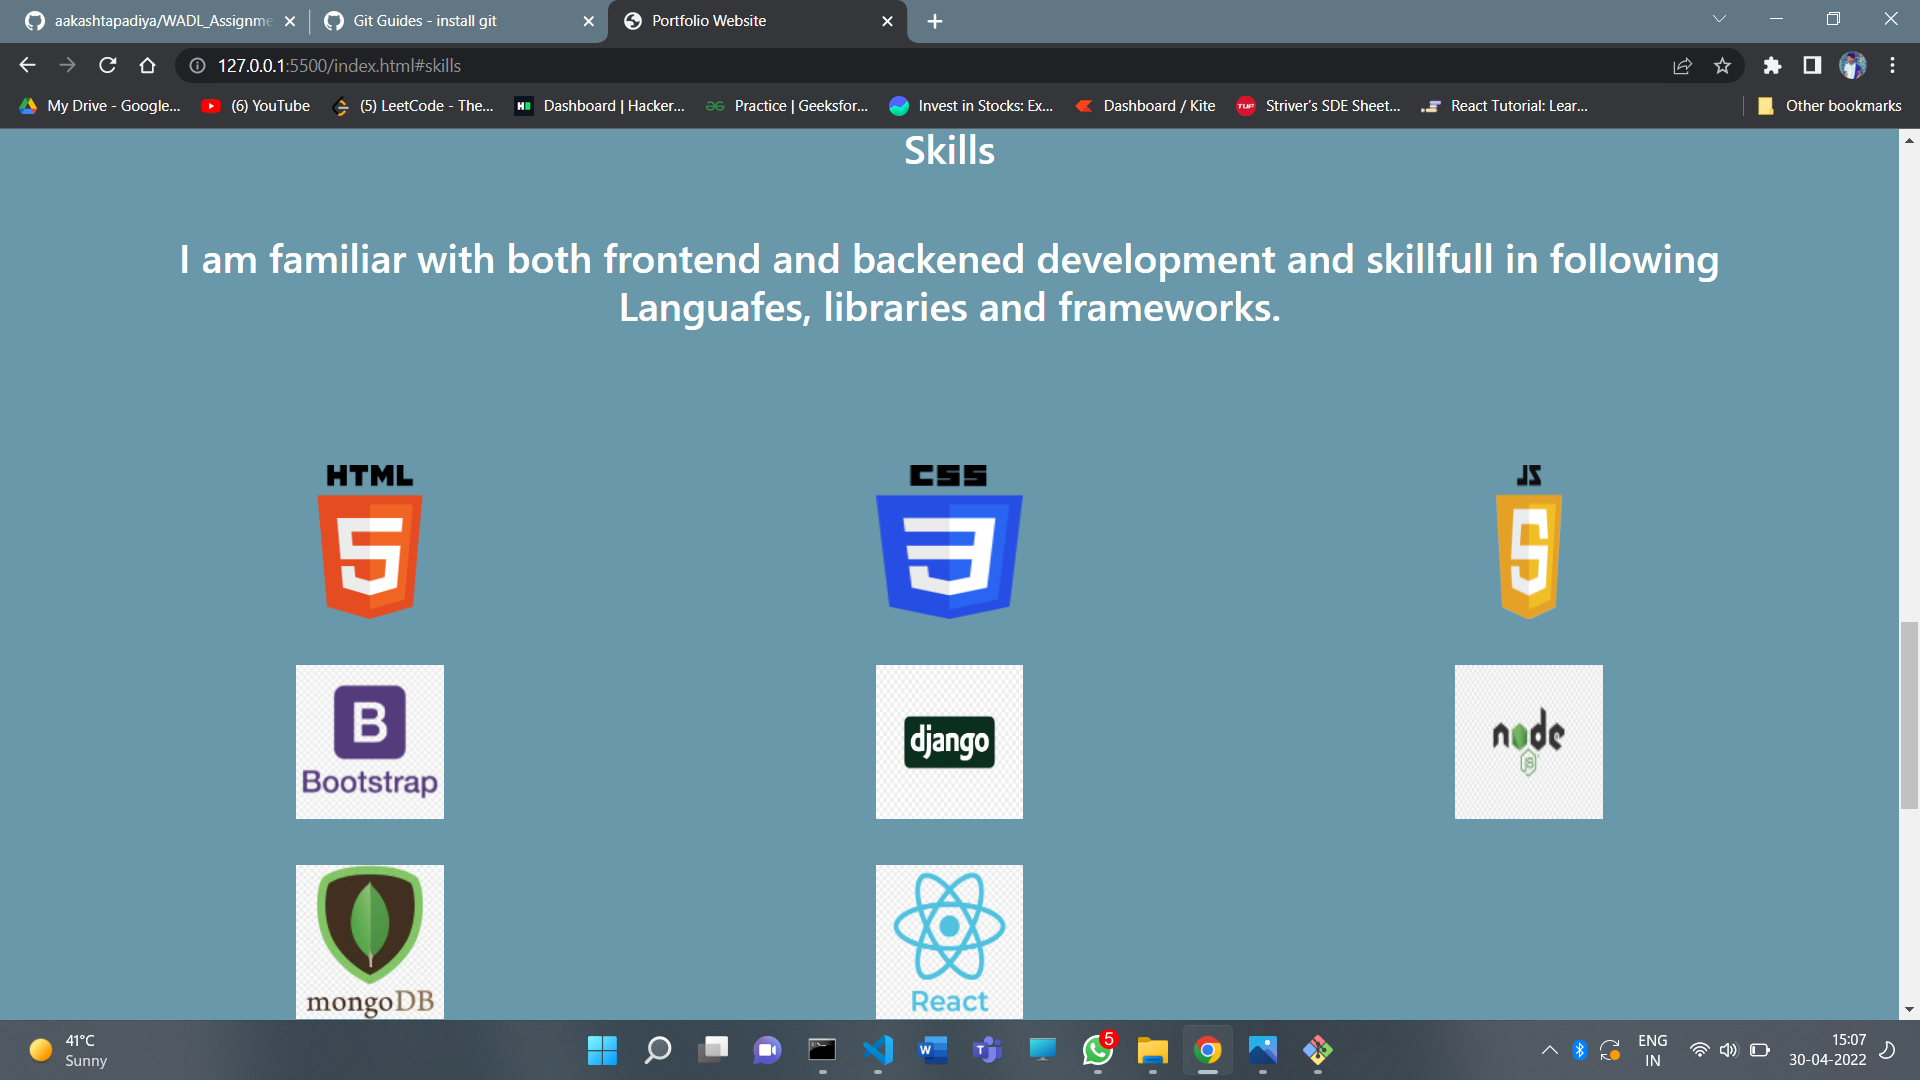 aakashtapadiya/WADL_Assignme
Git Guides - install git
Portfolio Website
127.0.0.1:5500/index.html#skills
My Drive - Google...
(6) YouTube
(5) LeetCode - The...
Dashboard | Hacker...
Practice | Geeksfor...
Invest in Stocks: Ex...
Dashboard / Kite
TUF
Striver's SDE Sheet...
React Tutorial: Lear...
Other bookmarks
Skills
I am familiar with both frontend and backened development and skillfull in following
Languafes, libraries and frameworks.
HTML
5
CSS
3
JS
B
Bootstrap
django
node
JS
mongoDB
React
41°C
Sunny
5
ENG
IN
15:07
30-04-2022